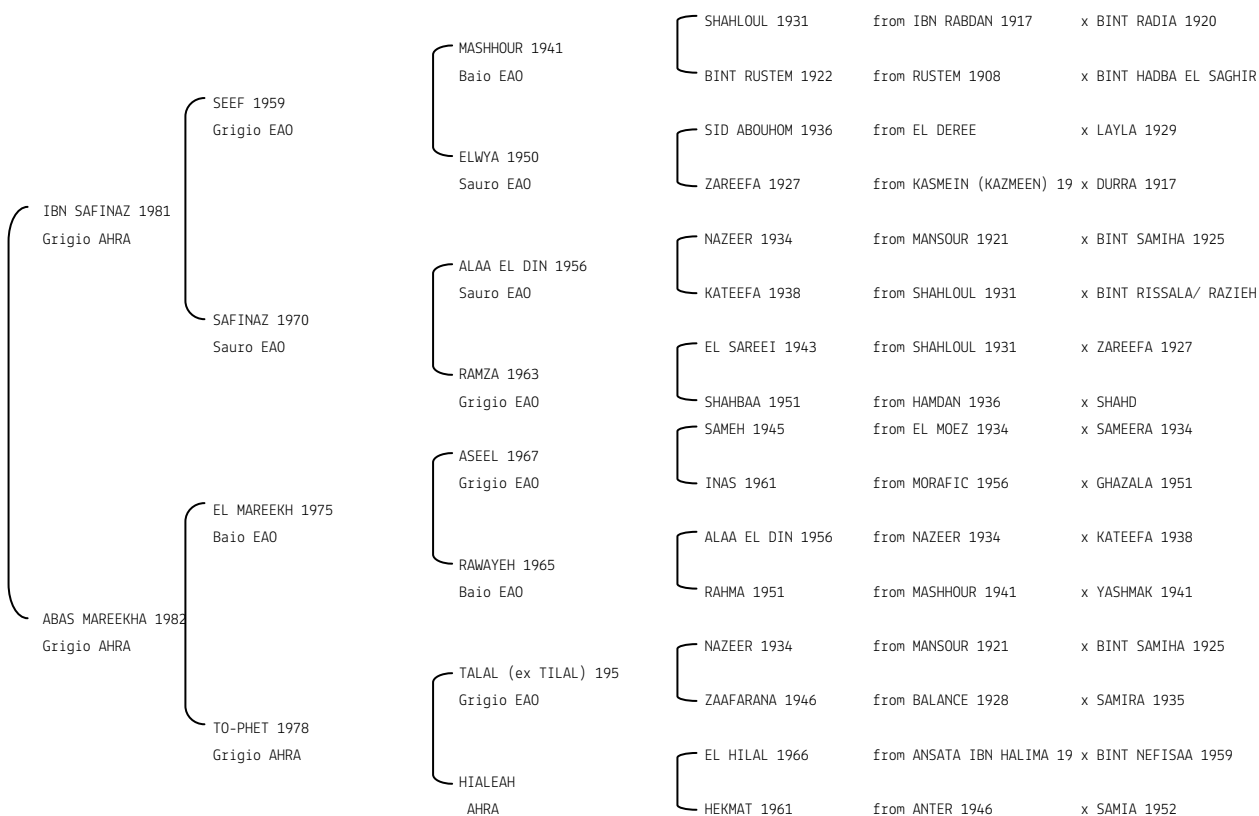 SHAHLOUL 1931 from IBN RABDAN 1917 x BINT RADIA 1920
MASHHOUR 1941
Baio EAO BINT RUSTEM 1922 from RUSTEM 1908 x BINT HADBA EL SAGHIR
SEEF 1959
Grigio EAO SID ABOUHOM 1936 from EL DEREE x LAYLA 1929
ELWYA 1950
Sauro EAO ZAREEFA 1927 from KASMEIN (KAZMEEN) 19 x DURRA 1917
IBN SAFINAZ 1981
Grigio AHRA NAZEER 1934 from MANSOUR 1921 x BINT SAMIHA 1925
ALAA EL DIN 1956
Sauro EAO KATEEFA 1938 from SHAHLOUL 1931 x BINT RISSALA/ RAZIEH
SAFINAZ 1970
Sauro EAO EL SAREEI 1943 from SHAHLOUL 1931 x ZAREEFA 1927
RAMZA 1963
Grigio EAO SHAHBAA 1951 from HAMDAN 1936 x SHAHD
SAMEH 1945 from EL MOEZ 1934 x SAMEERA 1934
ASEEL 1967
Grigio EAO INAS 1961 from MORAFIC 1956 x GHAZALA 1951
EL MAREEKH 1975
Baio EAO ALAA EL DIN 1956 from NAZEER 1934 x KATEEFA 1938
RAWAYEH 1965
Baio EAO RAHMA 1951 from MASHHOUR 1941 x YASHMAK 1941
ABAS MAREEKHA 1982
Grigio AHRA NAZEER 1934 from MANSOUR 1921 x BINT SAMIHA 1925
TALAL (ex TILAL) 195
Grigio EAO ZAAFARANA 1946 from BALANCE 1928 x SAMIRA 1935
TO-PHET 1978
Grigio AHRA EL HILAL 1966 from ANSATA IBN HALIMA 19 x BINT NEFISAA 1959
HIALEAH
AHRA HEKMAT 1961 from ANTER 1946 x SAMIA 1952